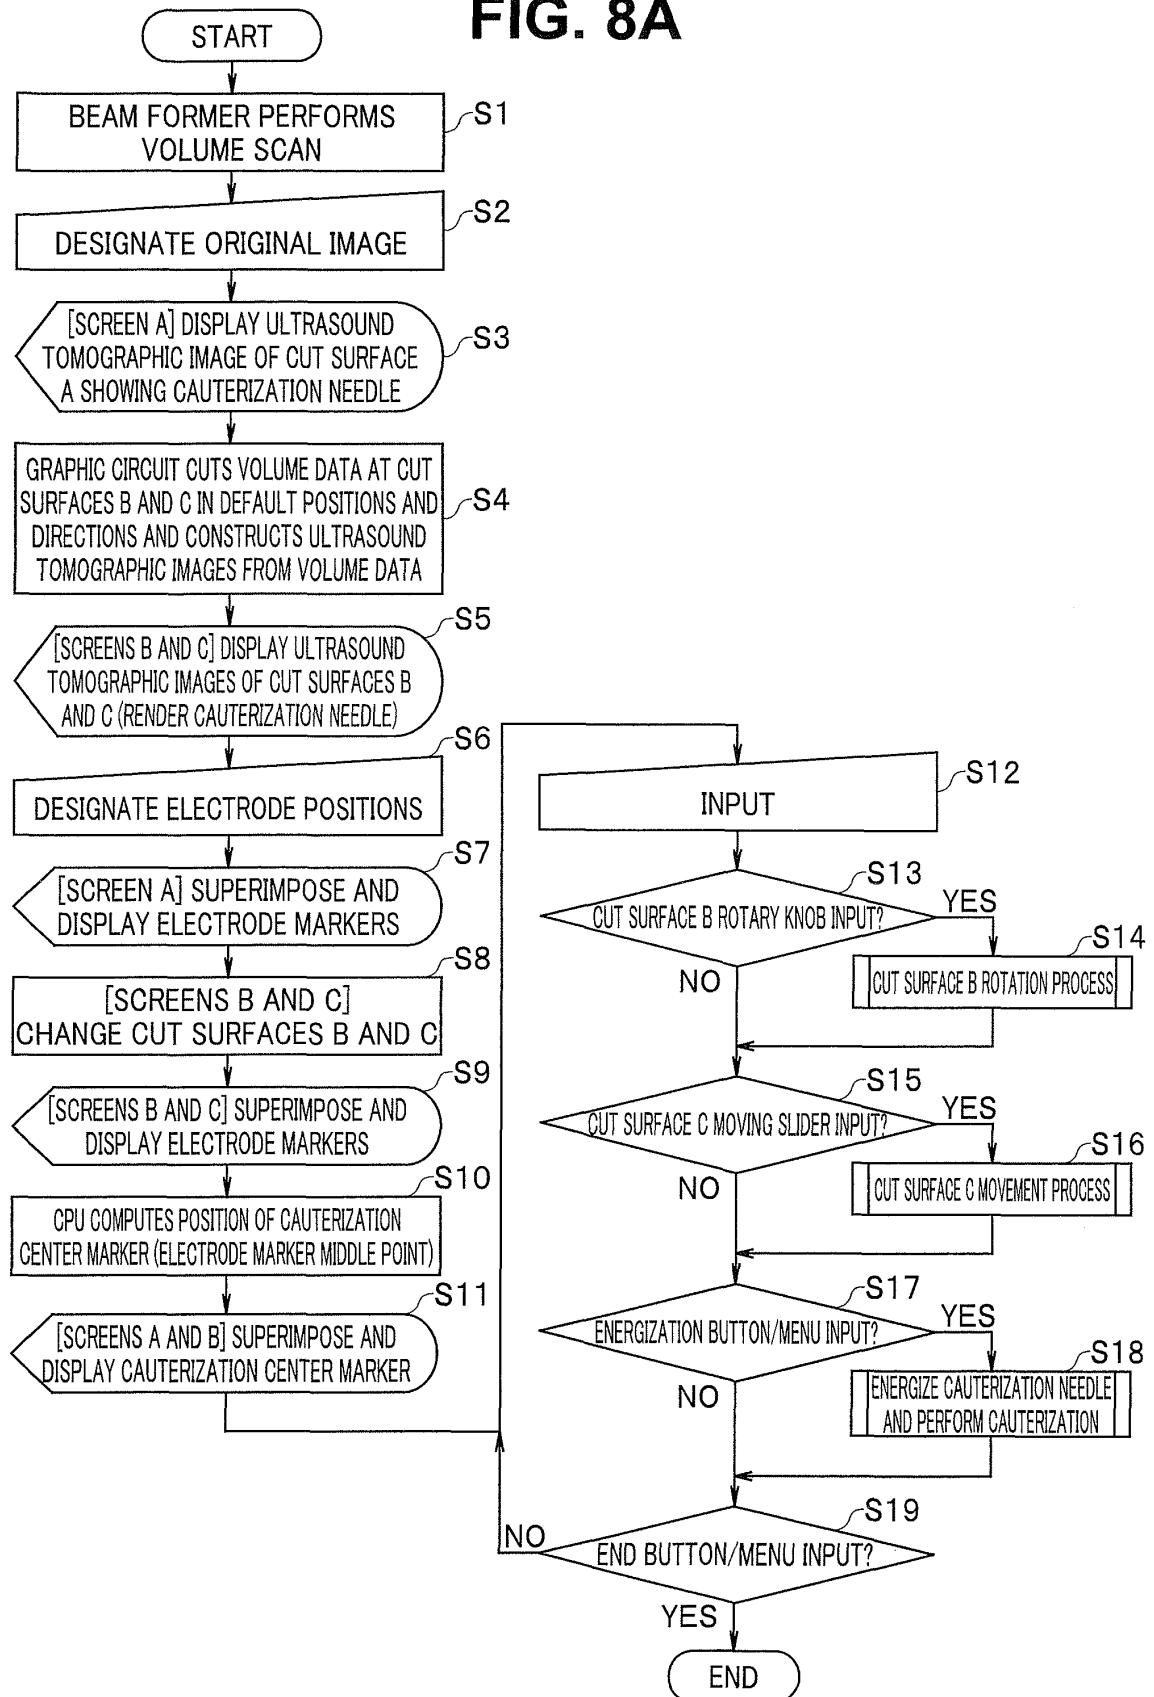 FIG. 8A
START
BEAM FORMER PERFORMS
VOLUME SCAN
S1
DESIGNATE ORIGINAL IMAGE
S2
[SCREEN A] DISPLAY ULTRASOUND
TOMOGRAPHIC IMAGE OF CUT SURFACE
A SHOWING CAUTERIZATION NEEDLE
S3
GRAPHIC CIRCUIT CUTS VOLUME DATA AT CUT
SURFACES B AND C IN DEFAULT POSITIONS AND
DIRECTIONS AND CONSTRUCTS ULTRASOUND
TOMOGRAPHIC IMAGES FROM VOLUME DATA
S4
[SCREENS B AND C] DISPLAY ULTRASOUND
TOMOGRAPHIC IMAGES OF CUT SURFACES B
AND C (RENDER CAUTERIZATION NEEDLE)
S5
DESIGNATE ELECTRODE POSITIONS
S6
[SCREEN A] SUPERIMPOSE AND
DISPLAY ELECTRODE MARKERS
S7
[SCREENS B AND C]
CHANGE CUT SURFACES B AND C
S8
[SCREENS B AND C] SUPERIMPOSE AND
DISPLAY ELECTRODE MARKERS
S9
CPU COMPUTES POSITION OF CAUTERIZATION
CENTER MARKER (ELECTRODE MARKER MIDDLE POINT)
S10
[SCREENS A AND B] SUPERIMPOSE AND
DISPLAY CAUTERIZATION CENTER MARKER
S11
INPUT
S12
CUT SURFACE B ROTARY KNOB INPUT?
S13
YES
NO
CUT SURFACE B ROTATION PROCESS
S14
CUT SURFACE C MOVING SLIDER INPUT?
S15
YES
NO
CUT SURFACE C MOVEMENT PROCESS
S16
ENERGIZATION BUTTON/MENU INPUT?
S17
YES
NO
ENERGIZE CAUTERIZATION NEEDLE
AND PERFORM CAUTERIZATION
S18
END BUTTON/MENU INPUT?
S19
NO
YES
END